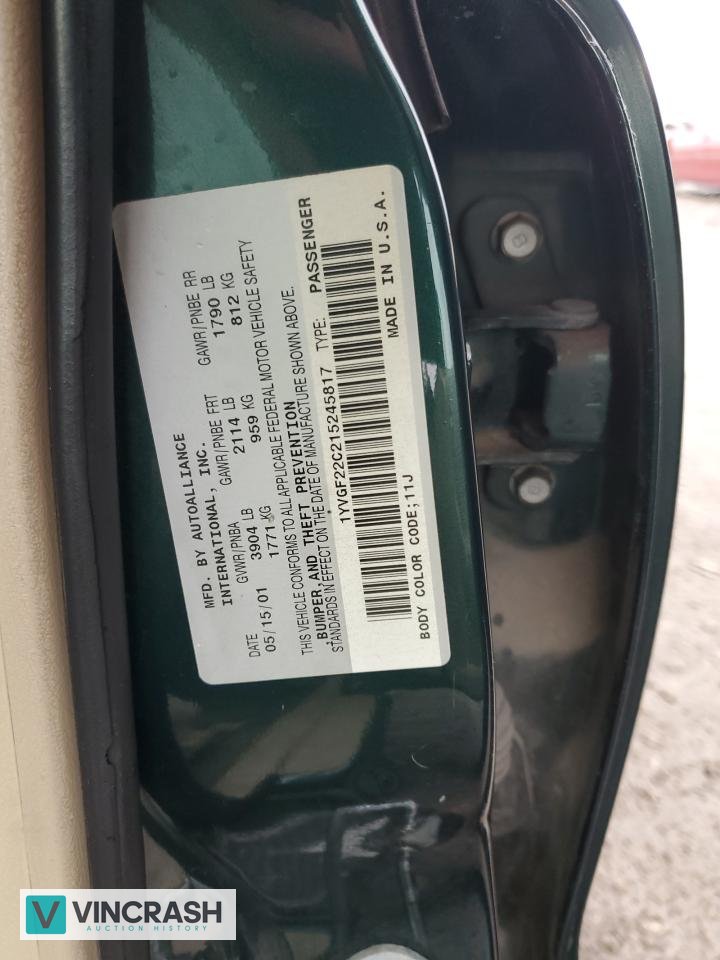 MFD. BY AUTOALLIANCE
INTERNATIONAL, INC.
DATE GVWR/PNBA GAWR/PNBE FRT GAWR/PNBE RR
05/15/01 3904 LB 2114 LB 1790 LB
1771 KG 959 KG 812 KG
THIS VEHICLE CONFORMS TO ALL APPLICABLE FEDERAL MOTOR VEHICLE SAFETY
BUMPER, AND THEFT PREVENTION
STANDARDS IN EFFECT ON THE DATE OF MANUFACTURE SHOWN ABOVE.
1YVGF22C215245817 TYPE: PASSENGER
BODY COLOR CODE;11J MADE IN U.S.A.
V VINCRASH
AUCTION HISTORY